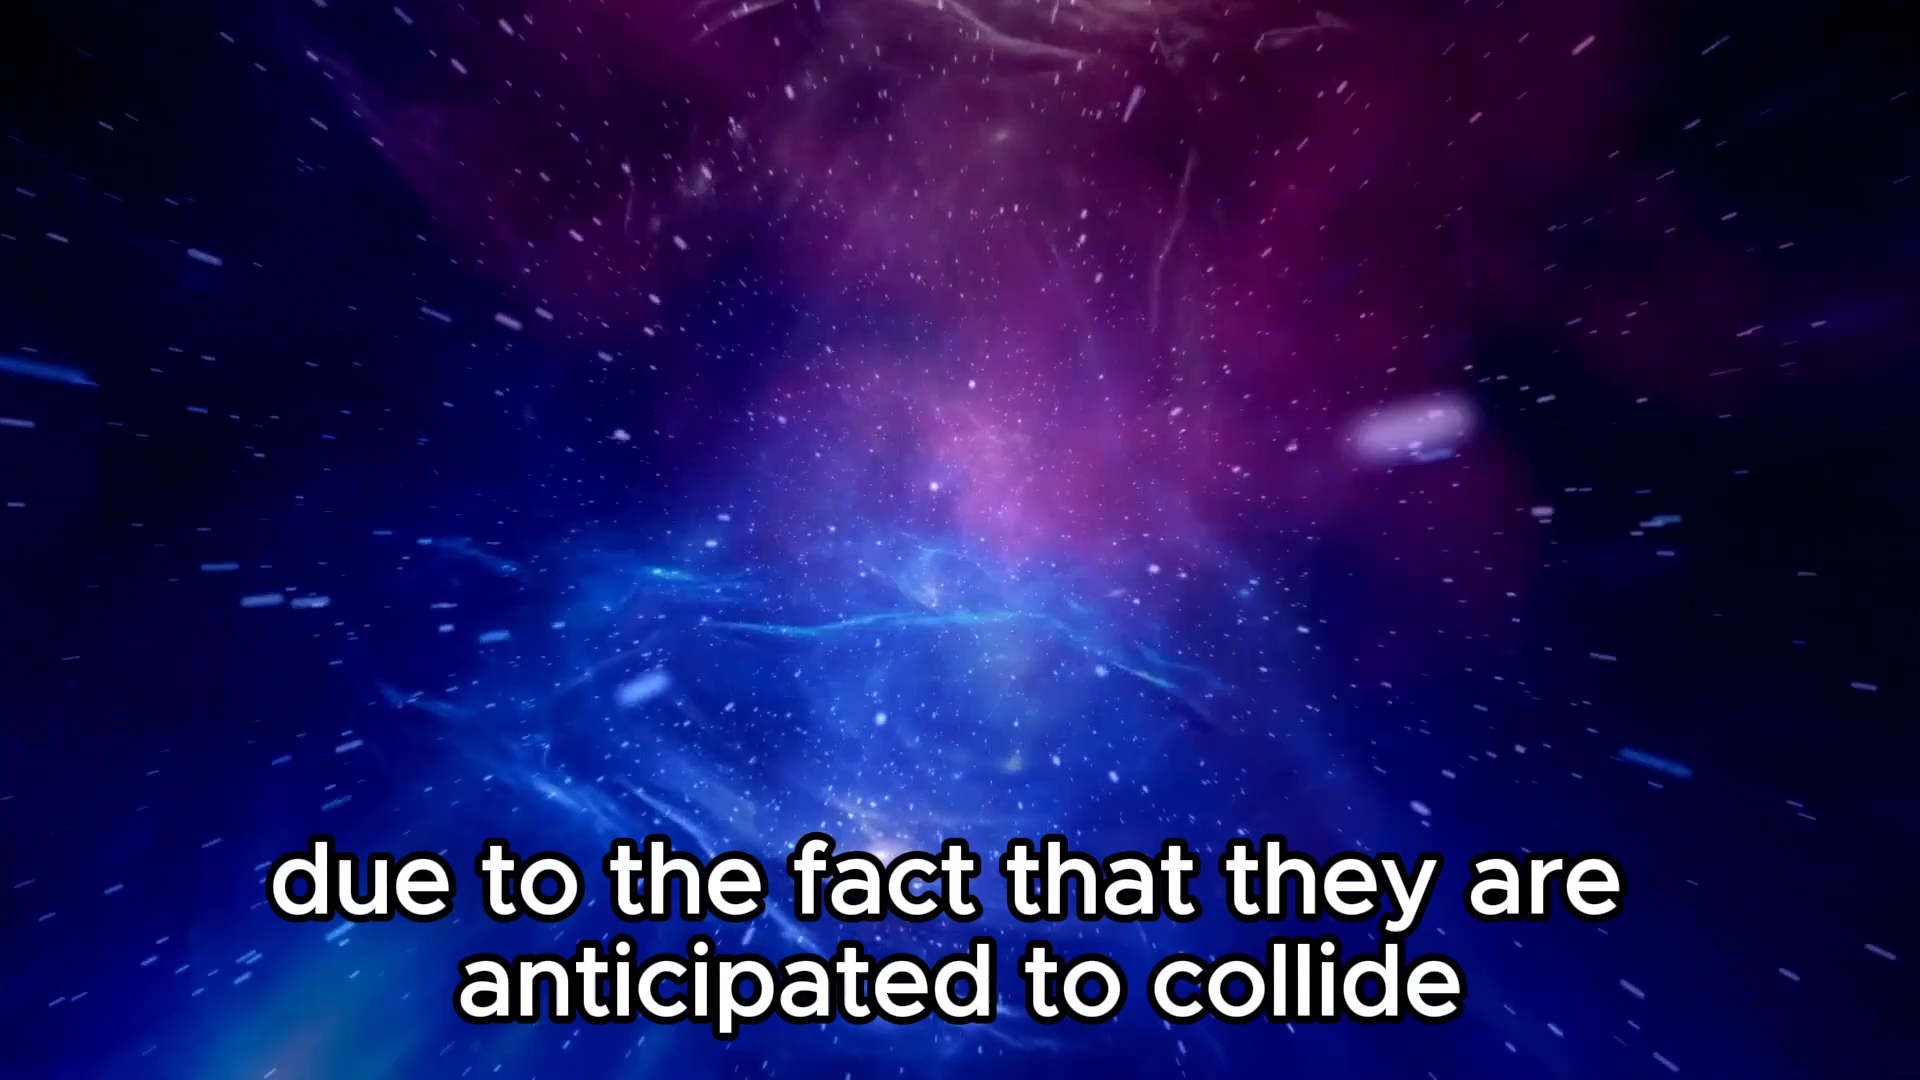 due to the fact that they are
anticipated to collide